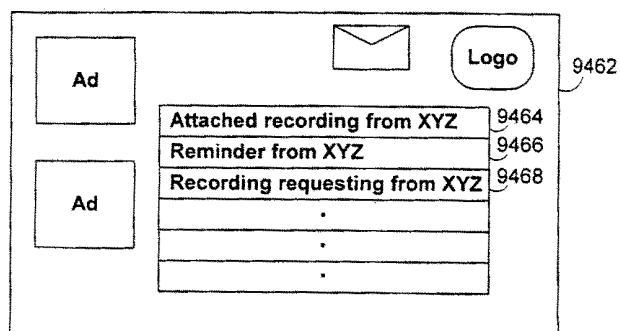 Logo
Ad
9462
Attached recording from XYZ
9464
Reminder from XYZ
9466
Recording requesting from XYZ
9468
Ad